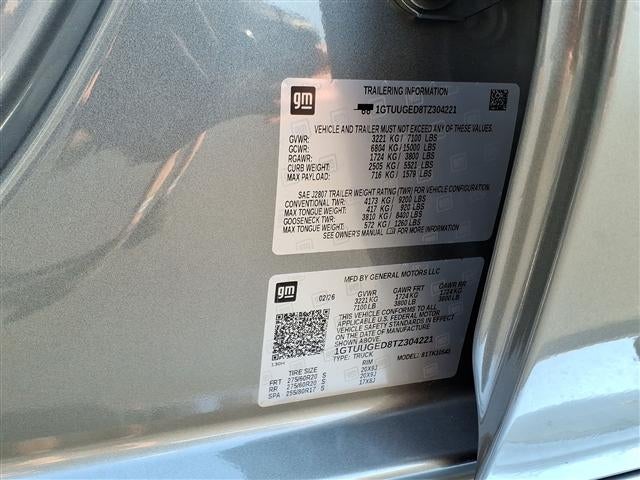 gm
TRAILERING INFORMATION
1GTUUGED8TZ304221
VEHICLE AND TRAILER MUST NOT EXCEED ANY OF THESE VALUES.
GVWR: 3221 KG / 7100 LBS
GCWR: 6804 KG / 15000 LBS
RGAWR: 1724 KG / 3800 LBS
CURB WEIGHT: 2505 KG / 5521 LBS
MAX PAYLOAD: 716 KG / 1579 LBS
SAE J2807 TRAILER WEIGHT RATING (TWR) FOR VEHICLE CONFIGURATION.
CONVENTIONAL TWR: 4173 KG / 9200 LBS
MAX TONGUE WEIGHT: 417 KG / 920 LBS
GOOSENECK TWR: 3810 KG / 8400 LBS
MAX TONGUE WEIGHT: 572 KG / 1260 LBS
SEE OWNER'S MANUAL FOR MORE INFORMATION
gm
MFD BY GENERAL MOTORS LLC
02/26 GVWR GAWR FRT GAWR RR
3221 KG 1724 KG 1724 KG
7100 LB 3800 LB 3800 LB
THIS VEHICLE CONFORMS TO ALL
APPLICABLE U.S. FEDERAL MOTOR
VEHICLE SAFETY STANDARDS IN EFFECT
ON THE DATE OF MANUFACTURE
1GTUUGED8TZ304221
TYPE: TRUCK MODEL:
TIRE SIZE RIM
FRT 275/60R20 S 20X9J
RR 275/60R20 S 20X9J
SPA 255/80R17 S 17X8J